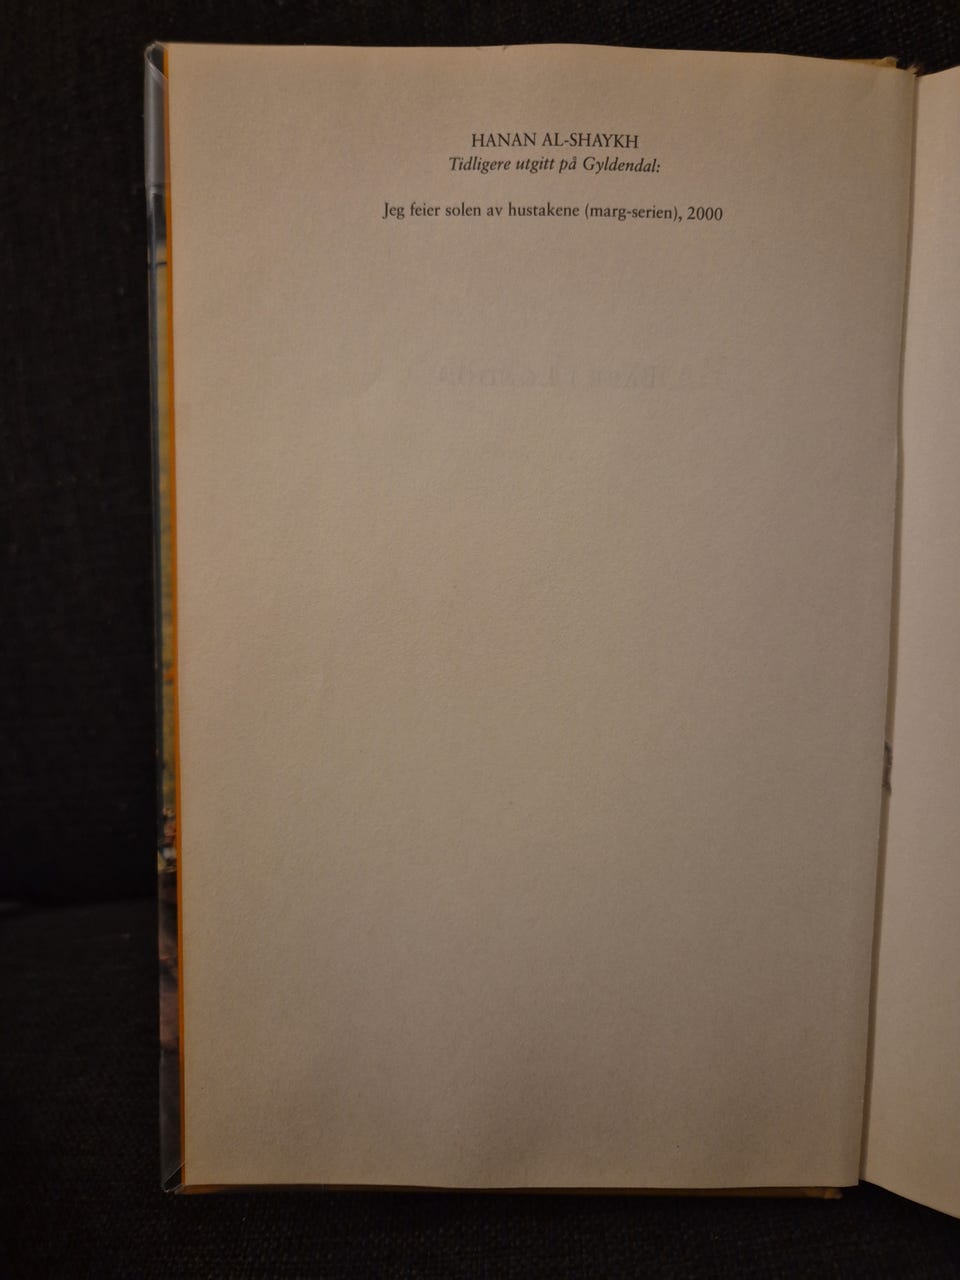 HANAN AL-SHAYKH
Tidligere utgitt på Gyldendal:
Jeg feier solen av hustakene (marg-serien), 2000